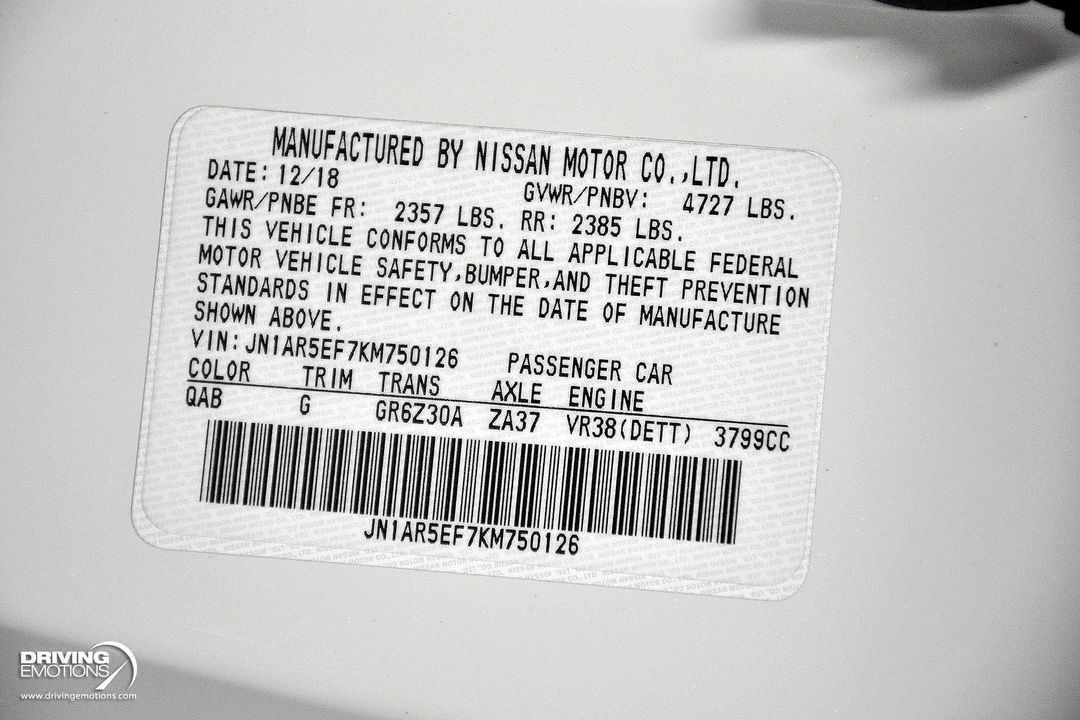 MANUFACTURED BY NISSAN MOTOR CO.,LTD.
DATE: 12/18 GVWR/PNBV: 4727 LBS.
GAWR/PNBE FR: 2357 LBS. RR: 2385 LBS.
THIS VEHICLE CONFORMS TO ALL APPLICABLE FEDERAL
MOTOR VEHICLE SAFETY,BUMPER,AND THEFT PREVENTION
STANDARDS IN EFFECT ON THE DATE OF MANUFACTURE
SHOWN ABOVE.
VIN:JN1AR5EF7KM750126 PASSENGER CAR
COLOR TRIM TRANS AXLE ENGINE
QAB G GR6Z30A ZA37 VR38(DETT) 3799CC
JN1AR5EF7KM750126
DRIVING
EMOTIONS
www.drivingemotions.com